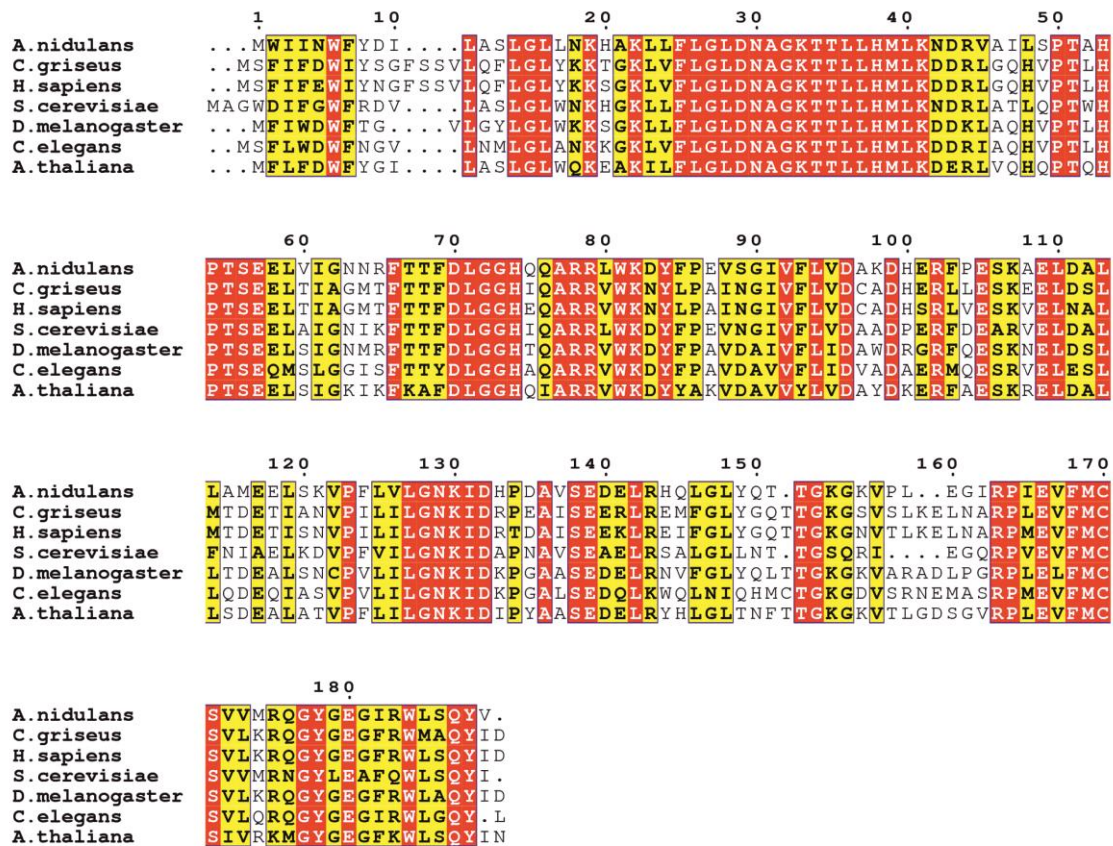 1 10 20 30 40 50
A.nidulans ...MWIINWFYDI....LASLGLLNKHAKLLFLGLDNAGKTTLLHMLKNDRVAILSPTAH
C.griseus ..MSFIFDWIYSGFSSVLQFLGLYKKTGKLVFLGLDNAGKTTLLHMLKDDRLGQHVPTLH
H.sapiens ..MSFIFEWIYNGFSSVLQFLGLYKKSGKLVFLGLDNAGKTTLLHMLKDDRLGQHVPTLH
S.cerevisiae MAGWDIFGWFRDV....LASLGLWNKHGKLLFLGLDNAGKTTLLHMLKNDRLATLQPTWH
D.melanogaster ...MFIWDWFTG....VLGYLGLWKKSGKLLFLGLDNAGKTTLLHMLKDDKLAQHVPTLH
C.elegans ..MSFLWDWFNGV....LNMLGLANKKGKLVFLGLDNAGKTTLLHMLKDDRIAQHVPTLH
A.thaliana ...MFLFDWFYGI....LASLGLWQKEAKILFLGLDNAGKTTLLHMLKDERLVQHQPTQH
60 70 80 90 100 110
A.nidulans PTSEELVIGNNRFTTFDLGGHQQARRLWKDYFPEVSGIVFLVDAKDHERFPESKAELDAL
C.griseus PTSEELTIAGMTFTTFDLGGHIQARRVWKNYLPAINGIVFLVDCADHERLLESKEELDSL
H.sapiens PTSEELTIAGMTFTTFDLGGHEQARRVWKNYLPAINGIVFLVDCADHSRLVESKVELNAL
S.cerevisiae PTSEELAIGNIKFTTFDLGGHIQARRLWKDYFPEVNGIVFLVDAADPERFDEARVELDAL
D.melanogaster PTSEELSIGNMRFTTFDLGGHTQARRVWKDYFPAVDAIVFLIDAWDRGRFQESKNELDSL
C.elegans PTSEQMSLGGISFTTYDLGGHAQARRVWKDYFPAVDAVVFLIDVADAERMQESRVELESL
A.thaliana PTSEELSIGKIKFKAFDLGGHQIARRVWKDYYAKVDAVVYLVDAYDKERFAESKRELDAL
120 130 140 150 160 170
A.nidulans LAMEELSKVPFLVLGNKIDHPDAVSEDELRHQLGLYQT.TGKGKVPL..EGIRPIEVFMC
C.griseus MTDETIANVPILILGNKIDRPEAISEERLREMFGLYGQTTGKGSVSLKELNARPLEVFMC
H.sapiens MTDETISNVPILILGNKIDRTDAISEEKLREIFGLYGQTTGKGNVTLKELNARPMEVFMC
S.cerevisiae FNIAELKDVPFVILGNKIDAPNAVSEAELRSALGLLNT.TGSQRI....EGQRPVEVFMC
D.melanogaster LTDEALSNCPVLILGNKIDKPGAASEDELRNVFGLYQLTTGKGKVARADLPGRPLELFMC
C.elegans LQDEQIASVPVLILGNKIDKPGALSEDQLKWQLNIQHMCTGKGDVSRNEMASRPMEVFMC
A.thaliana LSDEALATVPFLILGNKIDIPYAASEDELRYHLGLTNFTTGKGKVTLGDSGVRPLEVFMC
180
A.nidulans SVVMRQGYGEGIRWLSQYV.
C.griseus SVLKRQGYGEGFRWMAQYID
H.sapiens SVLKRQGYGEGFRWLSQYID
S.cerevisiae SVVMRNGYLEAFQWLSQYI.
D.melanogaster SVLKRQGYGEGFRWLAQYID
C.elegans SVLQRQGYGEGIRWLGQY.L
A.thaliana SIVRKMGYGEGFKWLSQYIN